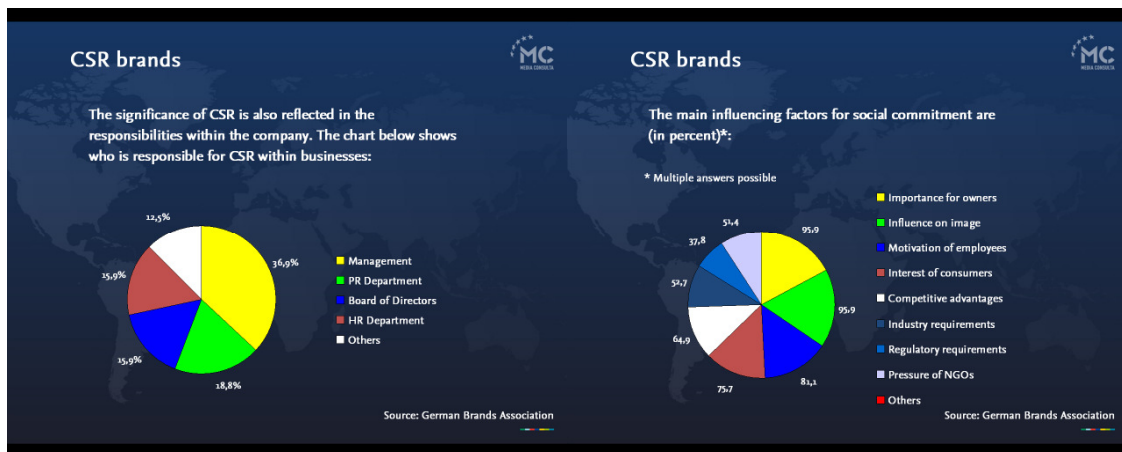 CSR brands
MC
MEDIA CONSULTA
The significance of CSR is also reflected in the
responsibilities within the company. The chart below shows
who is responsible for CSR within businesses:
12,5%
36,9%
15,9%
15,9%
18,8%
Management
PR Department
Board of Directors
HR Department
Others
Source: German Brands Association
CSR brands
MC
MEDIA CONSULTA
The main influencing factors for social commitment are
(in percent)*:
* Multiple answers possible
51,4
95,9
37,8
52,7
95,9
64,9
75,7
81,1
Importance for owners
Influence on image
Motivation of employees
Interest of consumers
Competitive advantages
Industry requirements
Regulatory requirements
Pressure of NGOs
Others
Source: German Brands Association